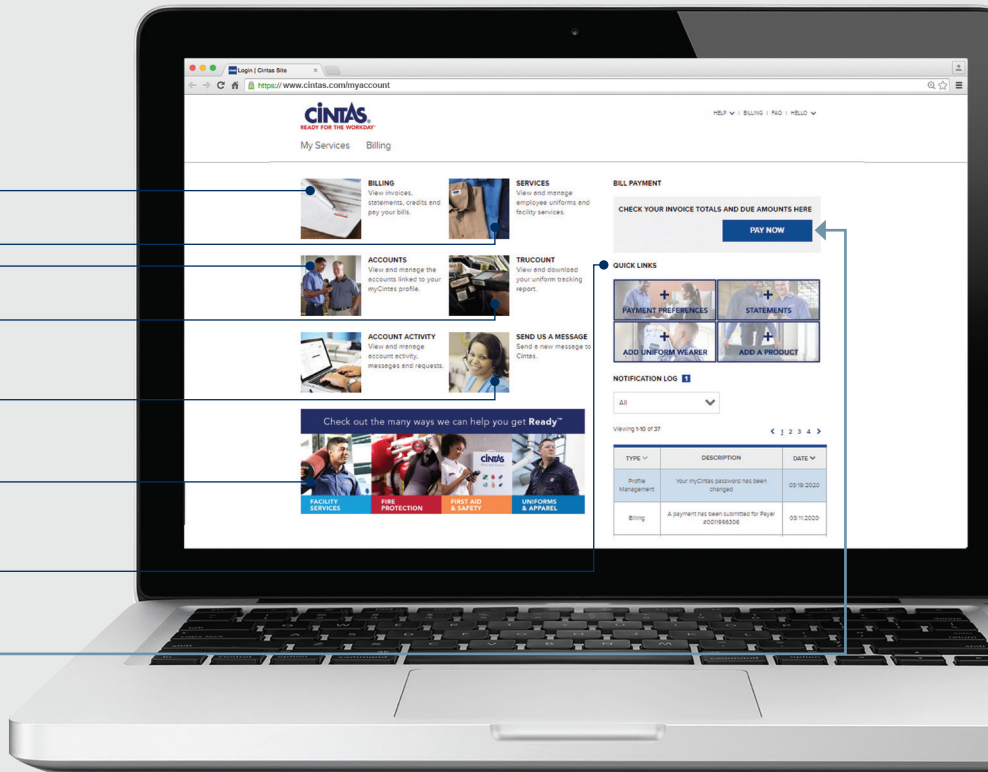 Login | Cintas Site
https://www.cintas.com/myaccount
CINTAS®
READY FOR THE WORKDAY™
HELP | BILLING | FAQ | HELLO
My Services Billing
BILLING
View invoices,
statements, credits and
pay your bills.
SERVICES
View and manage
employee uniforms and
facility services.
ACCOUNTS
View and manage the
accounts linked to your
myCintas profile.
TRUCOUNT
View and download
your uniform tracking
report.
ACCOUNT ACTIVITY
View and manage
account activity,
messages and requests.
SEND US A MESSAGE
Send a new message to
Cintas.
Check out the many ways we can help you get Ready™
CINTAS
FACILITY
SERVICES
FIRE
PROTECTION
FIRST AID
& SAFETY
UNIFORMS
& APPAREL
BILL PAYMENT
CHECK YOUR INVOICE TOTALS AND DUE AMOUNTS HERE
PAY NOW
QUICK LINKS
+
PAYMENT PREFERENCES
+
STATEMENTS
+
ADD UNIFORM WEARER
+
ADD A PRODUCT
NOTIFICATION LOG 1
All
Viewing 1-10 of 37
< 1 2 3 4 >
TYPE DESCRIPTION DATE
Profile
Management
Your myCintas password has been
changed
03/19/2020
Billing
A payment has been submitted for Payer
#0011996306
03/11/2020
command
option